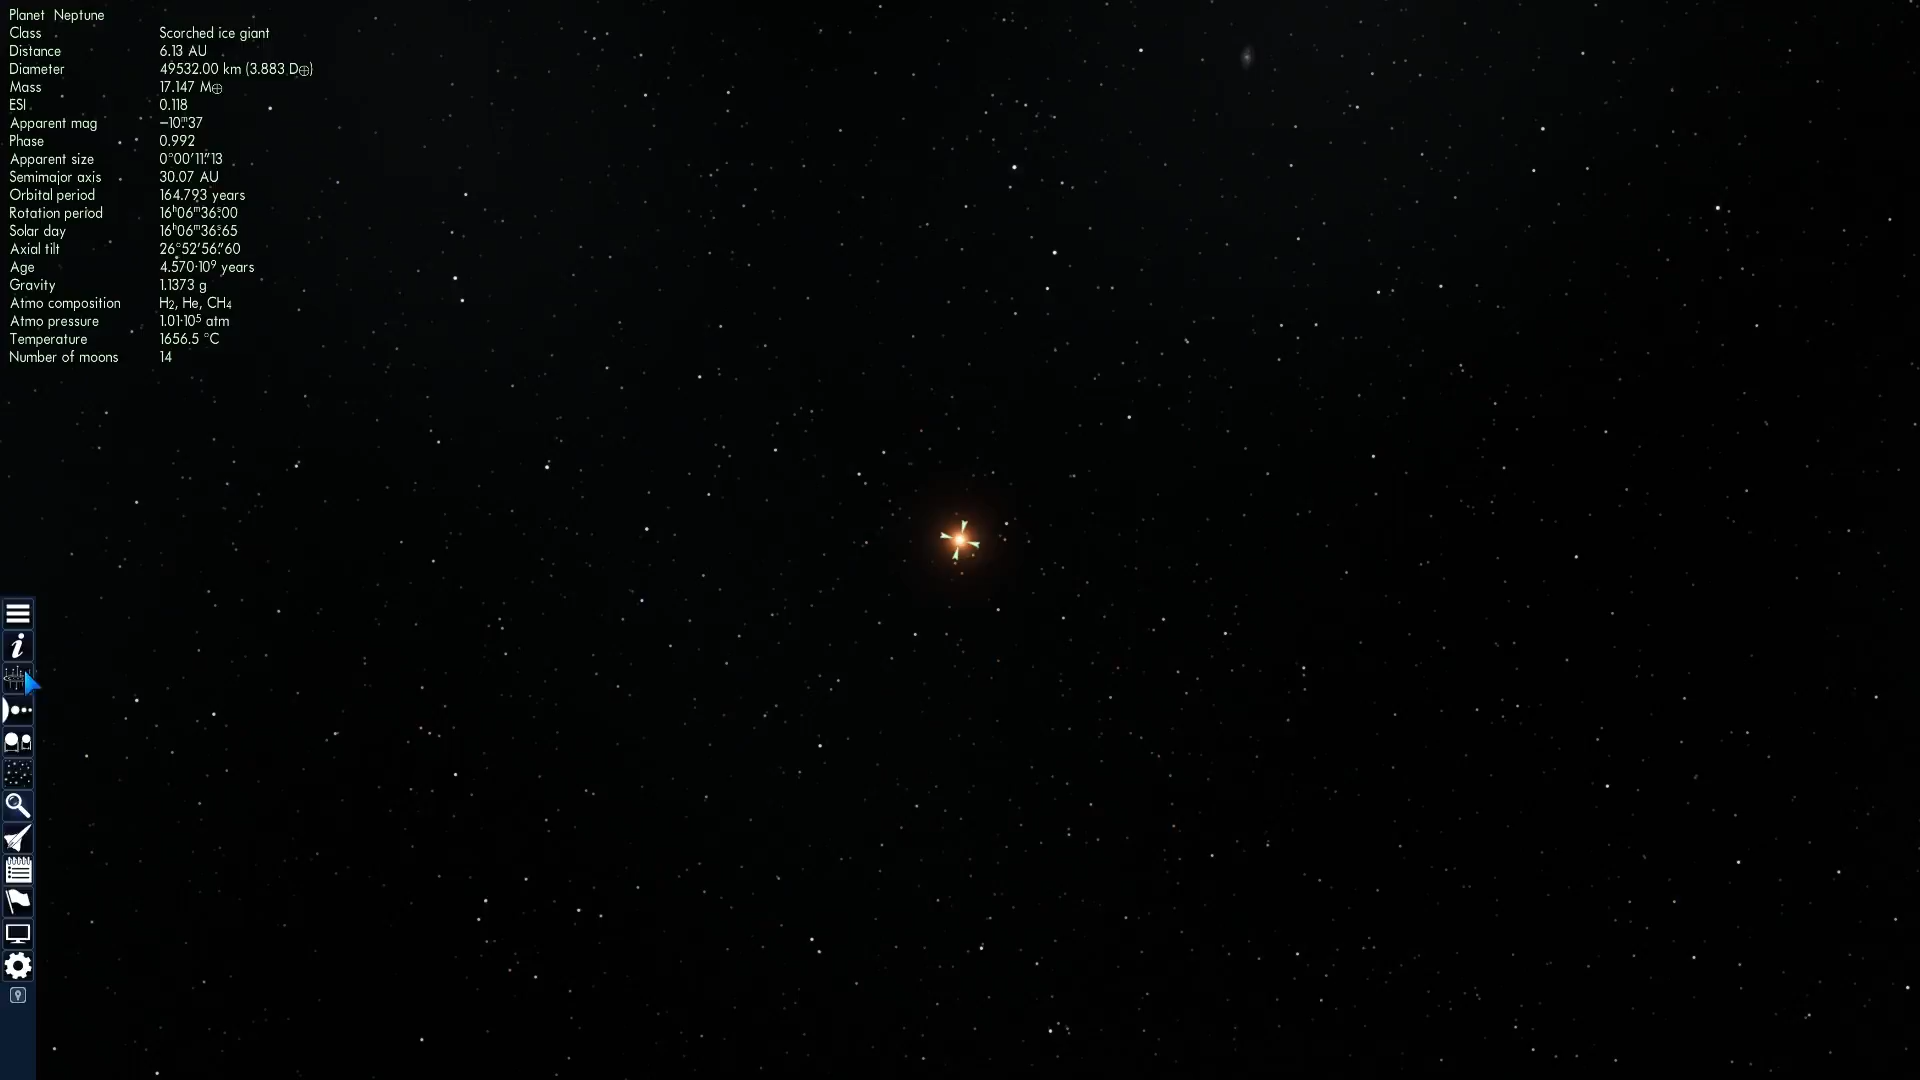 Planet Neptune
Class Scorched ice giant
Distance 6.13 AU
Diameter 49532.00 km (3.883 D⊕)
Mass 17.147 M⊕
ESI 0.118
Apparent mag −10ᵐ37
Phase 0.992
Apparent size 0°00'11"13
Semimajor axis 30.07 AU
Orbital period 164.793 years
Rotation period 16ʰ06ᵐ36ˢ.00
Solar day 16ʰ06ᵐ36ˢ.65
Axial tilt 26°52'56."60
Age 4.570·10⁹ years
Gravity 1.1373 g
Atmo composition H₂, He, CH₄
Atmo pressure 1.01·10⁵ atm
Temperature 1656.5 °C
Number of moons 14